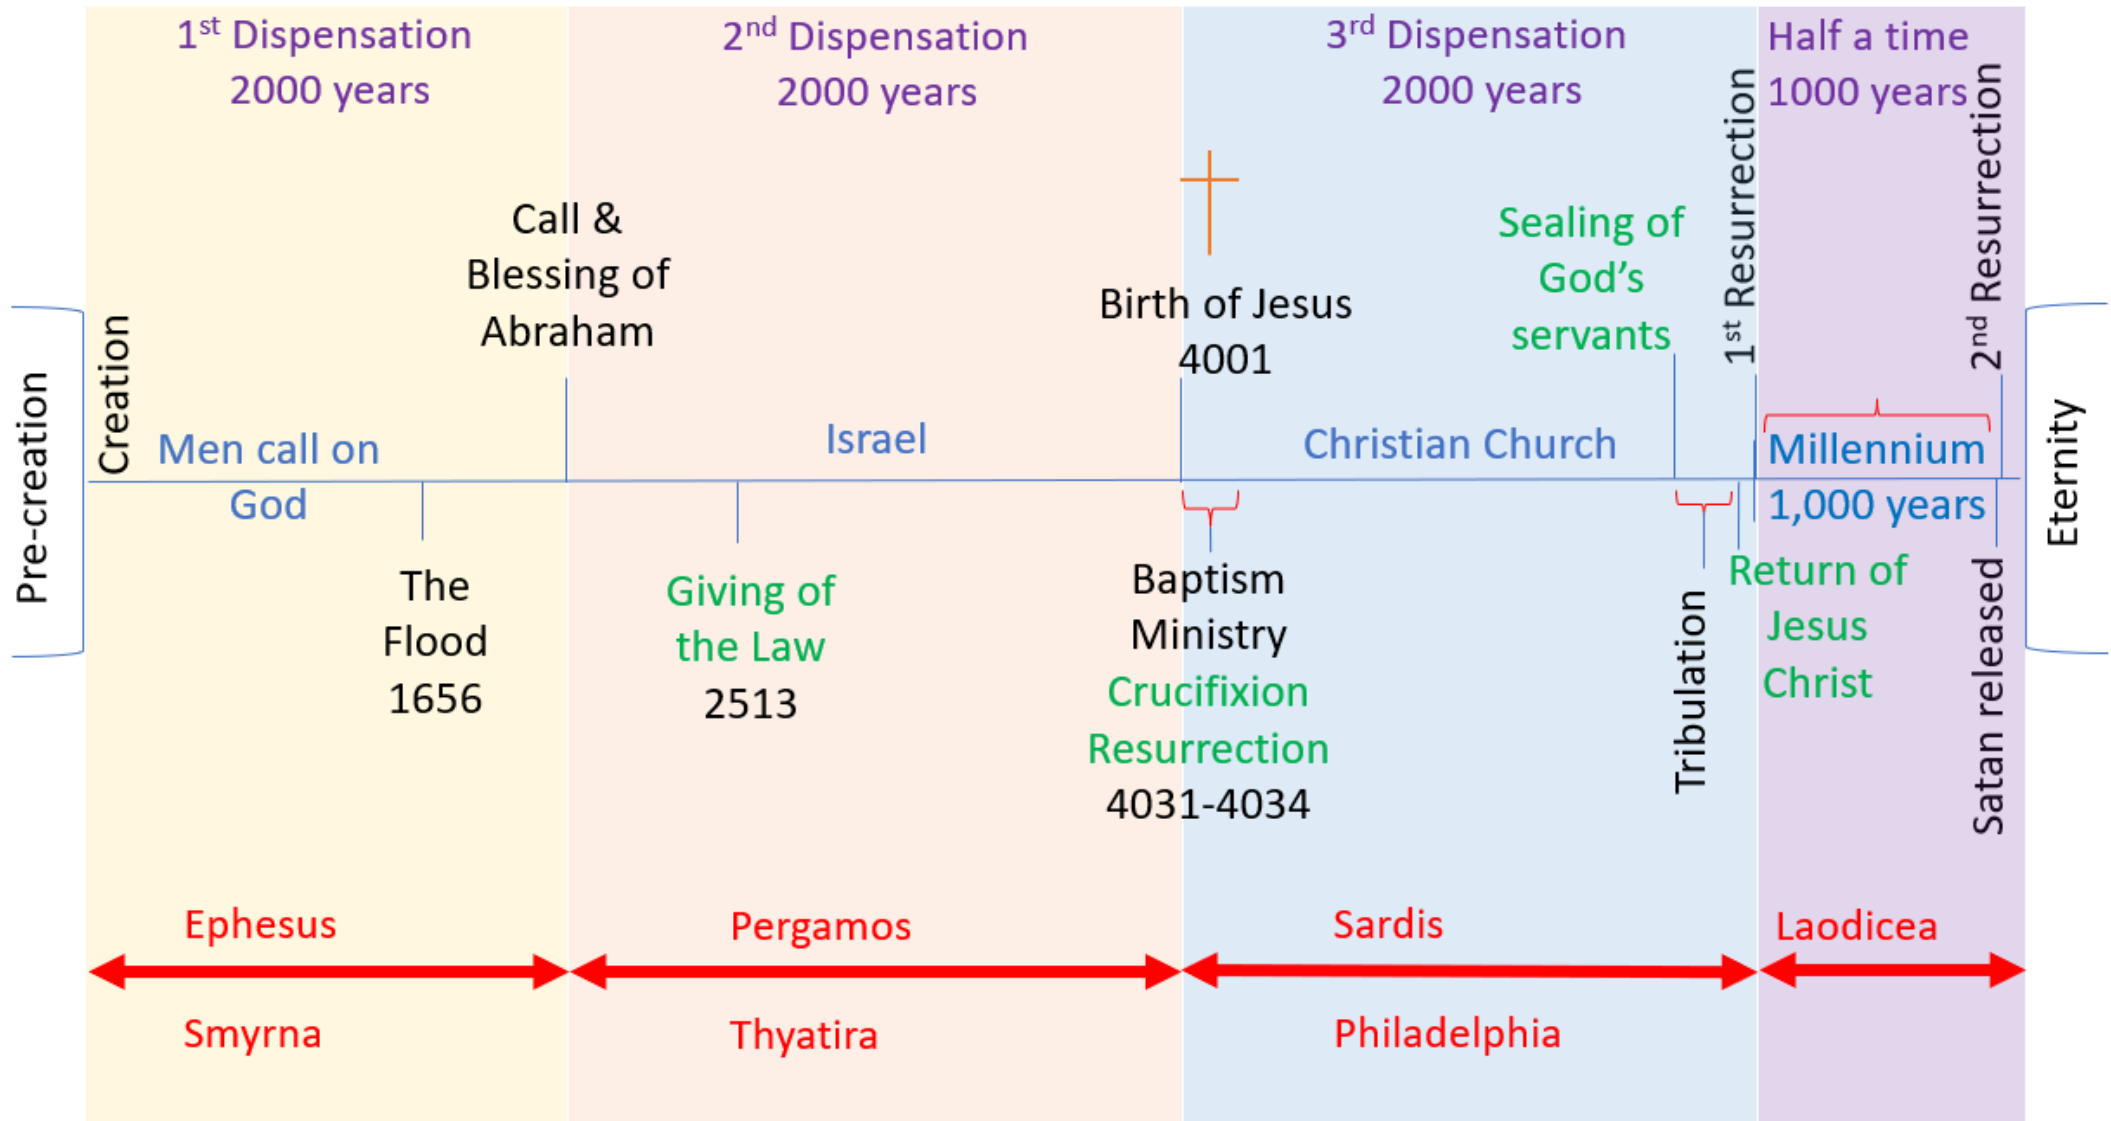 1st Dispensation
2000 years
2nd Dispensation
2000 years
3rd Dispensation
2000 years
Half a time
1000 years
Pre-creation
Creation
Men call on
God
Call &
Blessing of
Abraham
The
Flood
1656
Israel
Giving of
the Law
2513
Birth of Jesus
4001
Christian Church
Baptism
Ministry
Crucifixion
Resurrection
4031-4034
Sealing of
God’s
servants
Tribulation
1st Resurrection
Return of
Jesus
Christ
Millennium
1,000 years
2nd Resurrection
Satan released
Eternity
Ephesus
Smyrna
Pergamos
Thyatira
Sardis
Philadelphia
Laodicea